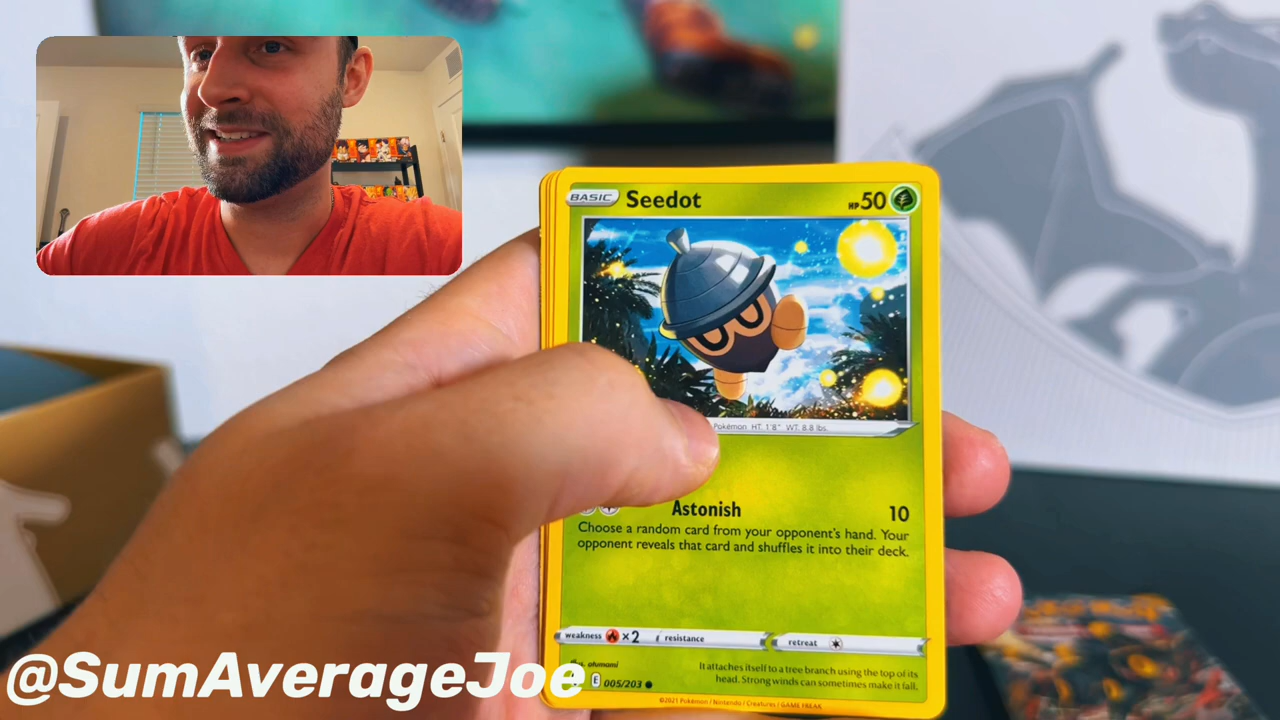 BASIC Seedot HP 50
Pokémon HT. 1'8" WT. 8.8 lbs.
Astonish 10
Choose a random card from your opponent's hand. Your
opponent reveals that card and shuffles it into their deck.
weakness ×2 resistance retreat
It attaches itself to a tree branch using the top of its
head. Strong winds can sometimes make it fall.
E 005/203
©2021 Pokémon / Nintendo / Creatures / GAME FREAK
@SumAverageJoe